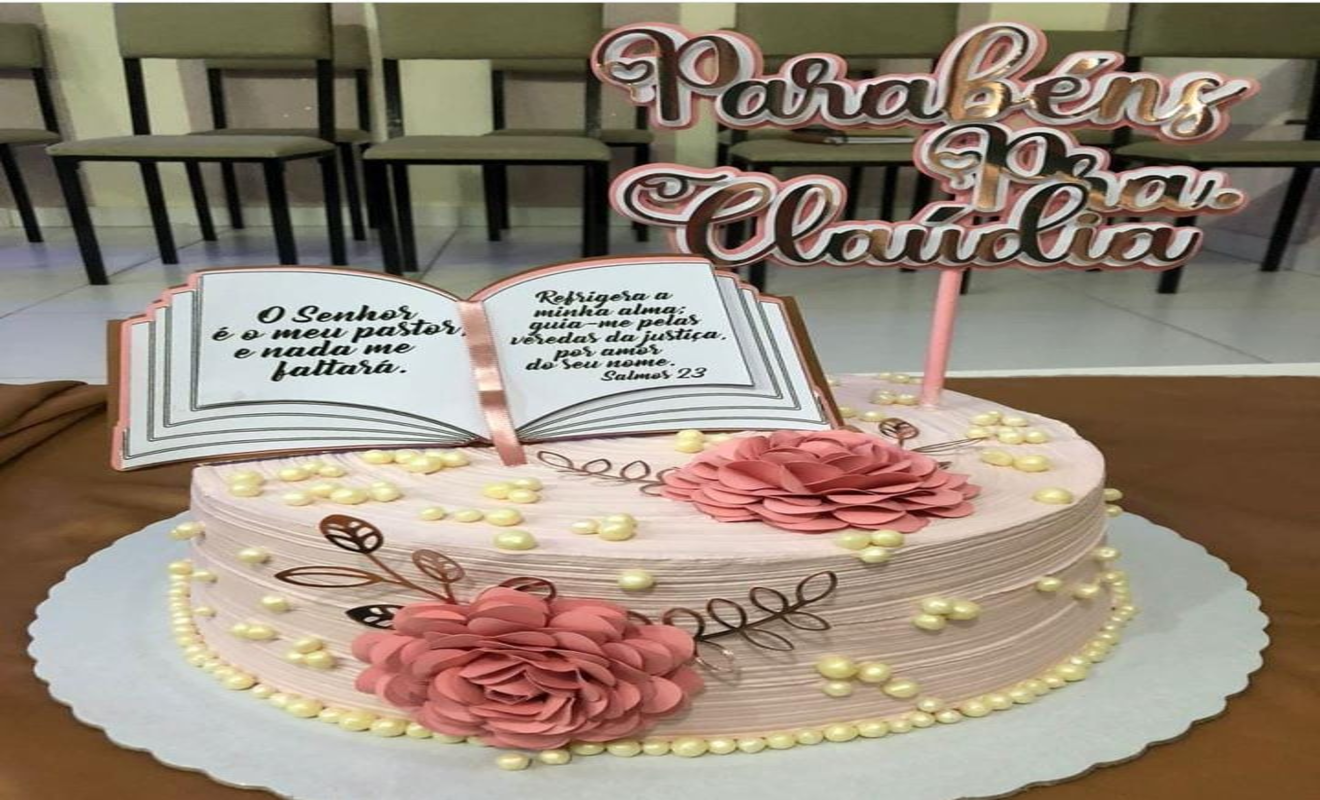 Parabéns
Pra.
Claúdia
O Senhor
é o meu pastor,
e nada me
faltará.
Refrigera a
minha alma;
guia-me pelas
veredas da justiça,
por amor
do seu nome.
Salmos 23